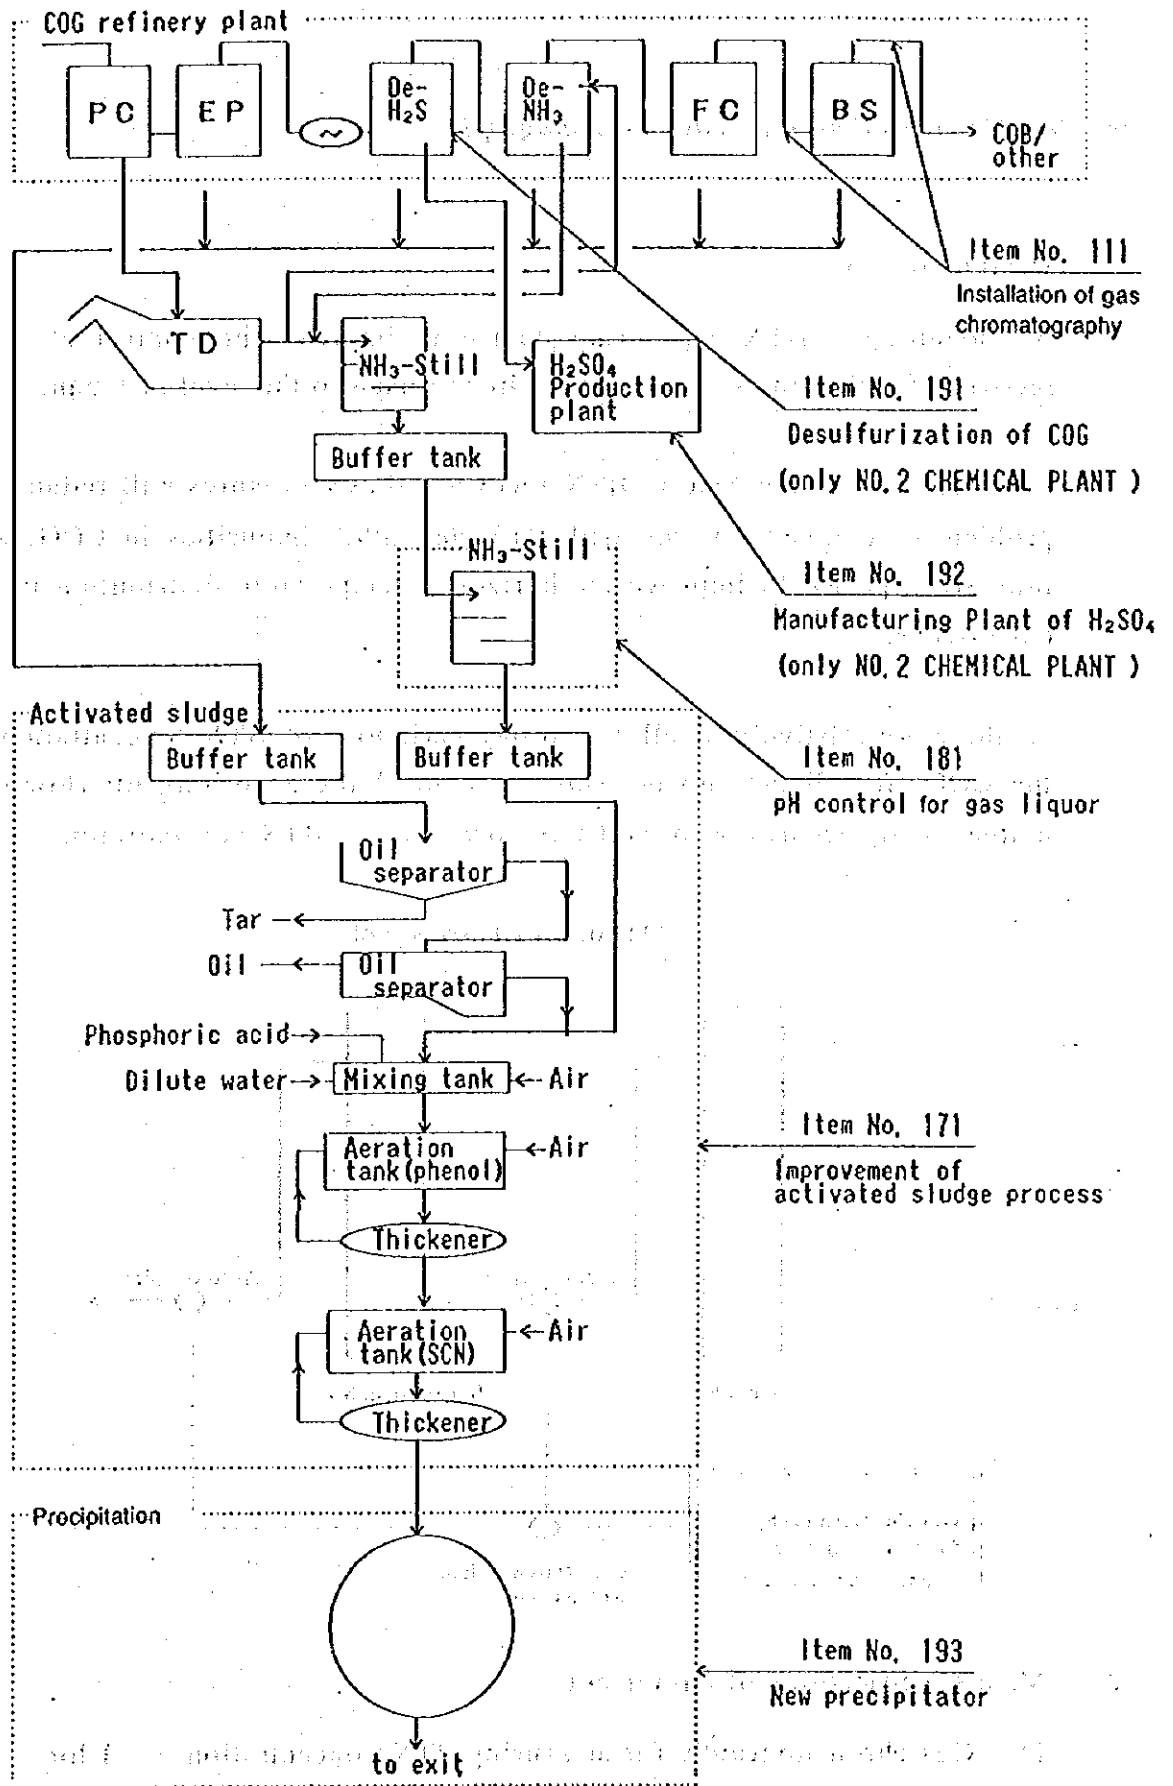 COG refinery plant
PC
EP
~
De-
H₂S
De-
NH₃
FC
BS
COB/
other
Item No. 111
Installation of gas
chromatography
TD
NH₃-Still
H₂SO₄
Production
plant
Item No. 191
Desulfurization of COG
(only NO.2 CHEMICAL PLANT )
Buffer tank
NH₃-Still
Item No. 192
Manufacturing Plant of H₂SO₄
(only NO.2 CHEMICAL PLANT )
Activated sludge
Buffer tank
Buffer tank
Item No. 181
pH control for gas liquor
Oil
separator
Tar
Oil
Oil
separator
Phosphoric acid
Dilute water
Mixing tank
Air
Aeration
tank(phenol)
Air
Item No. 171
Improvement of
activated sludge process
Thickener
Aeration
tank(SCN)
Air
Thickener
Procipitation
Item No. 193
New precipitator
to exit